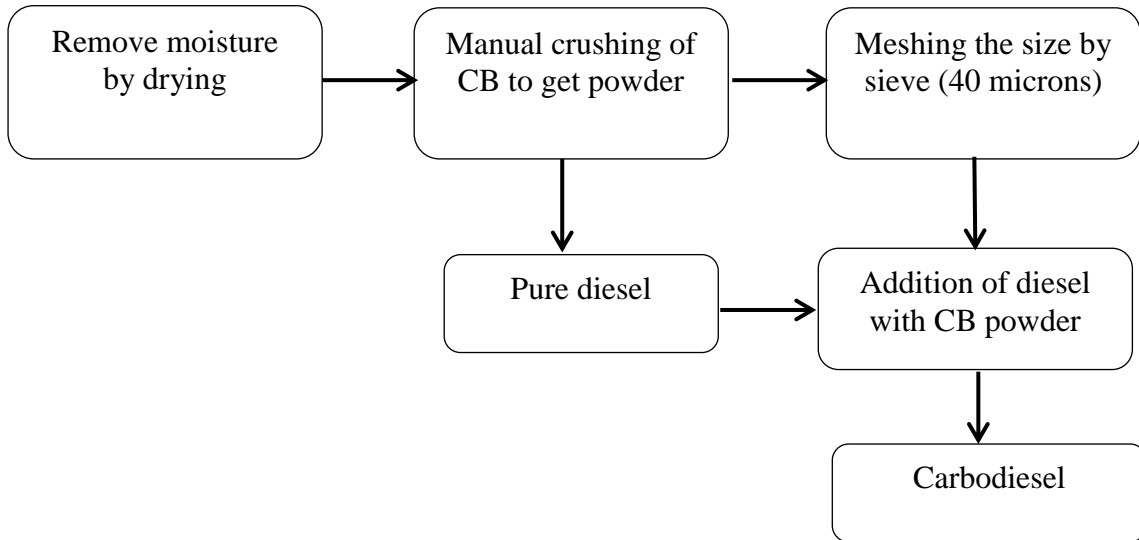 Remove moisture
by drying
Manual crushing of
CB to get powder
Meshing the size by
sieve (40 microns)
Pure diesel
Addition of diesel
with CB powder
Carbodiesel